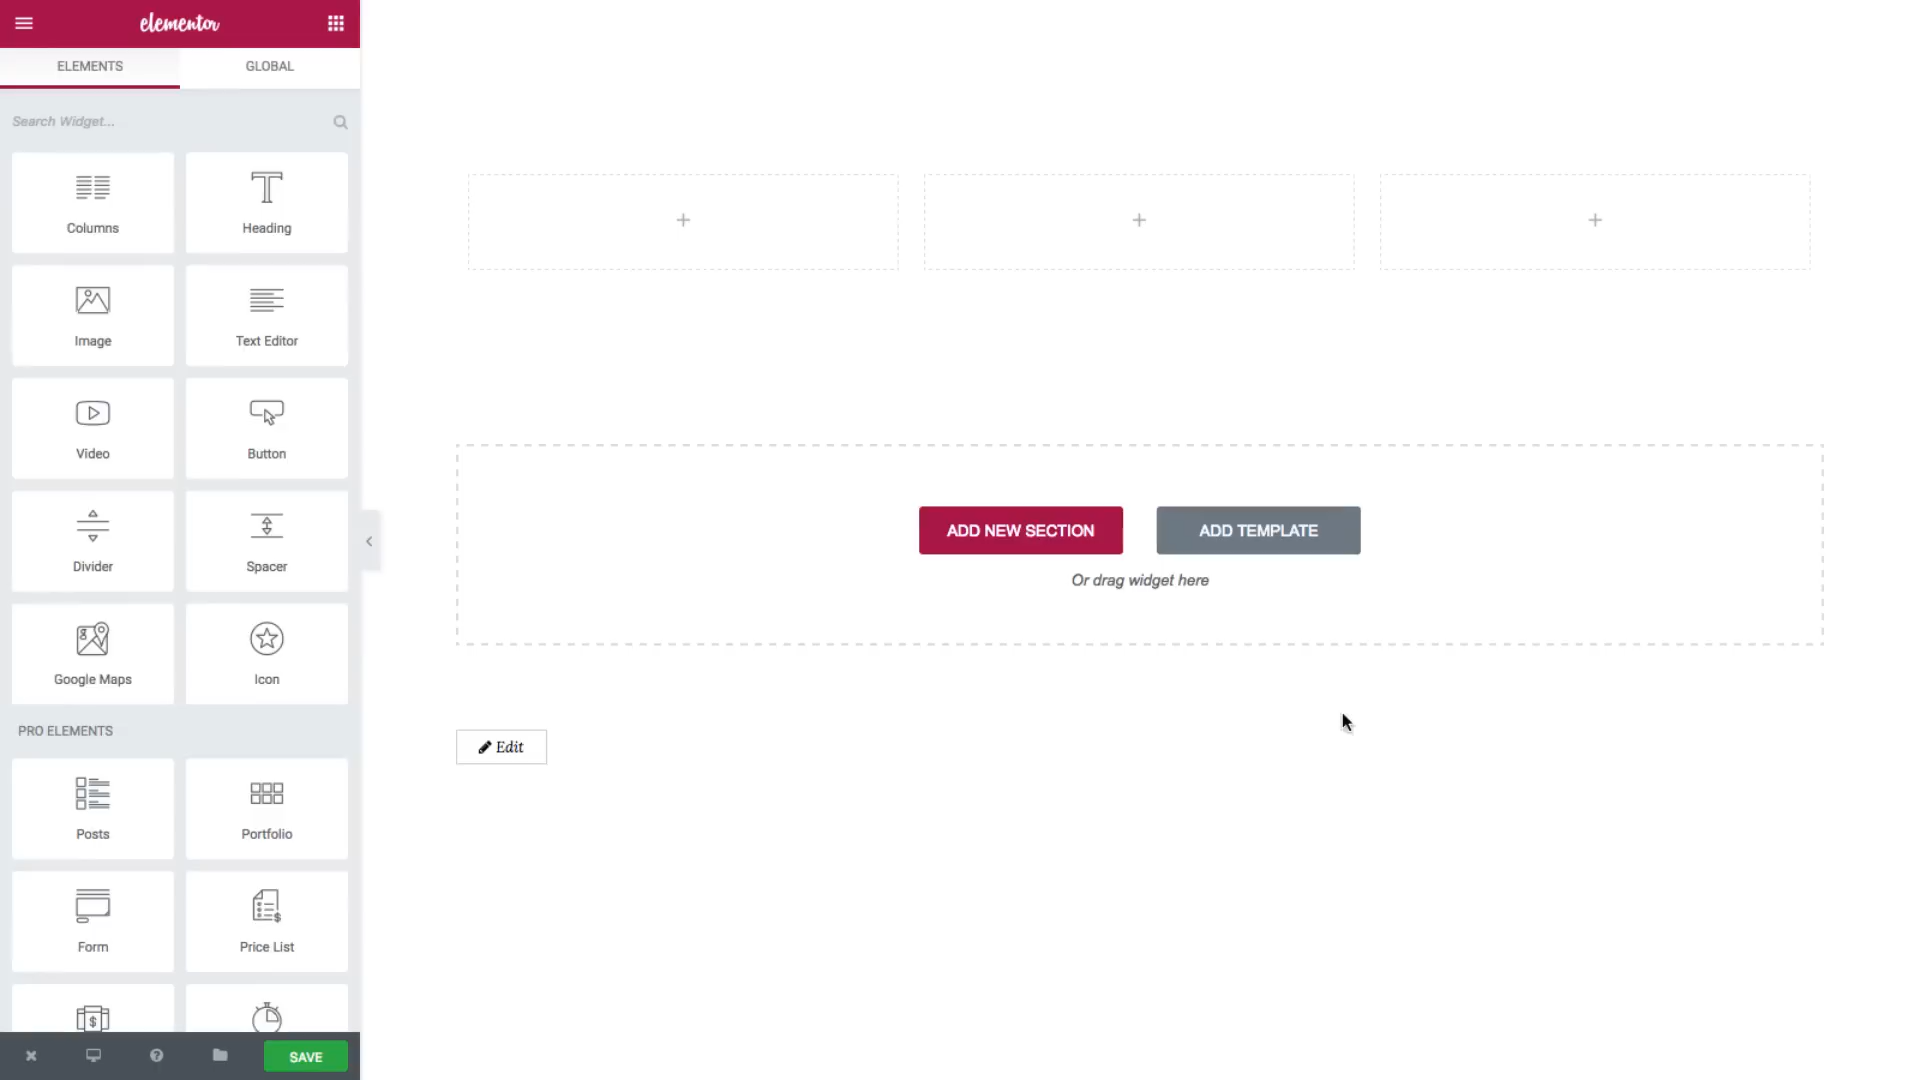 elementor
ELEMENTS
GLOBAL
Search Widget...
Columns
Heading
Image
Text Editor
Video
Button
Divider
Spacer
Google Maps
Icon
PRO ELEMENTS
Posts
Portfolio
Form
Price List
SAVE
ADD NEW SECTION
ADD TEMPLATE
Or drag widget here
Edit